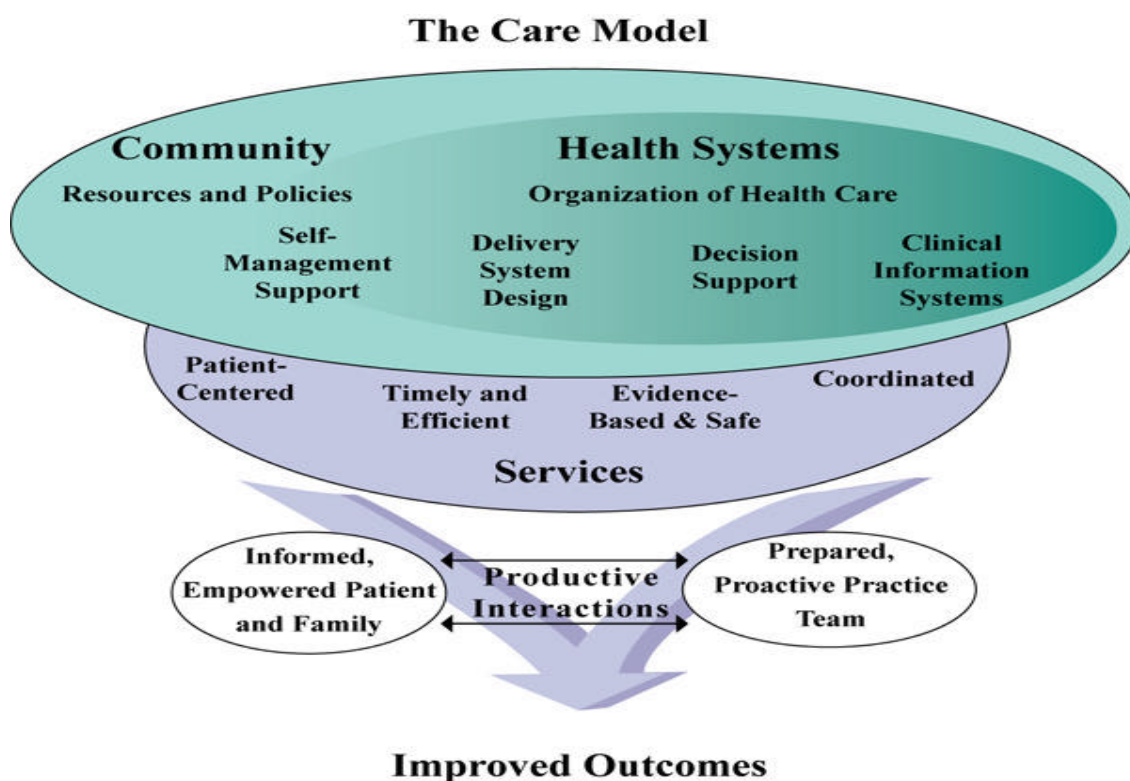 The Care Model
Community
Resources and Policies
Health Systems
Organization of Health Care
Self-
Management
Support
Delivery
System
Design
Decision
Support
Clinical
Information
Systems
Patient-
Centered
Timely and
Efficient
Evidence-
Based & Safe
Coordinated
Services
Informed,
Empowered Patient
and Family
Productive
Interactions
Prepared,
Proactive Practice
Team
Improved Outcomes